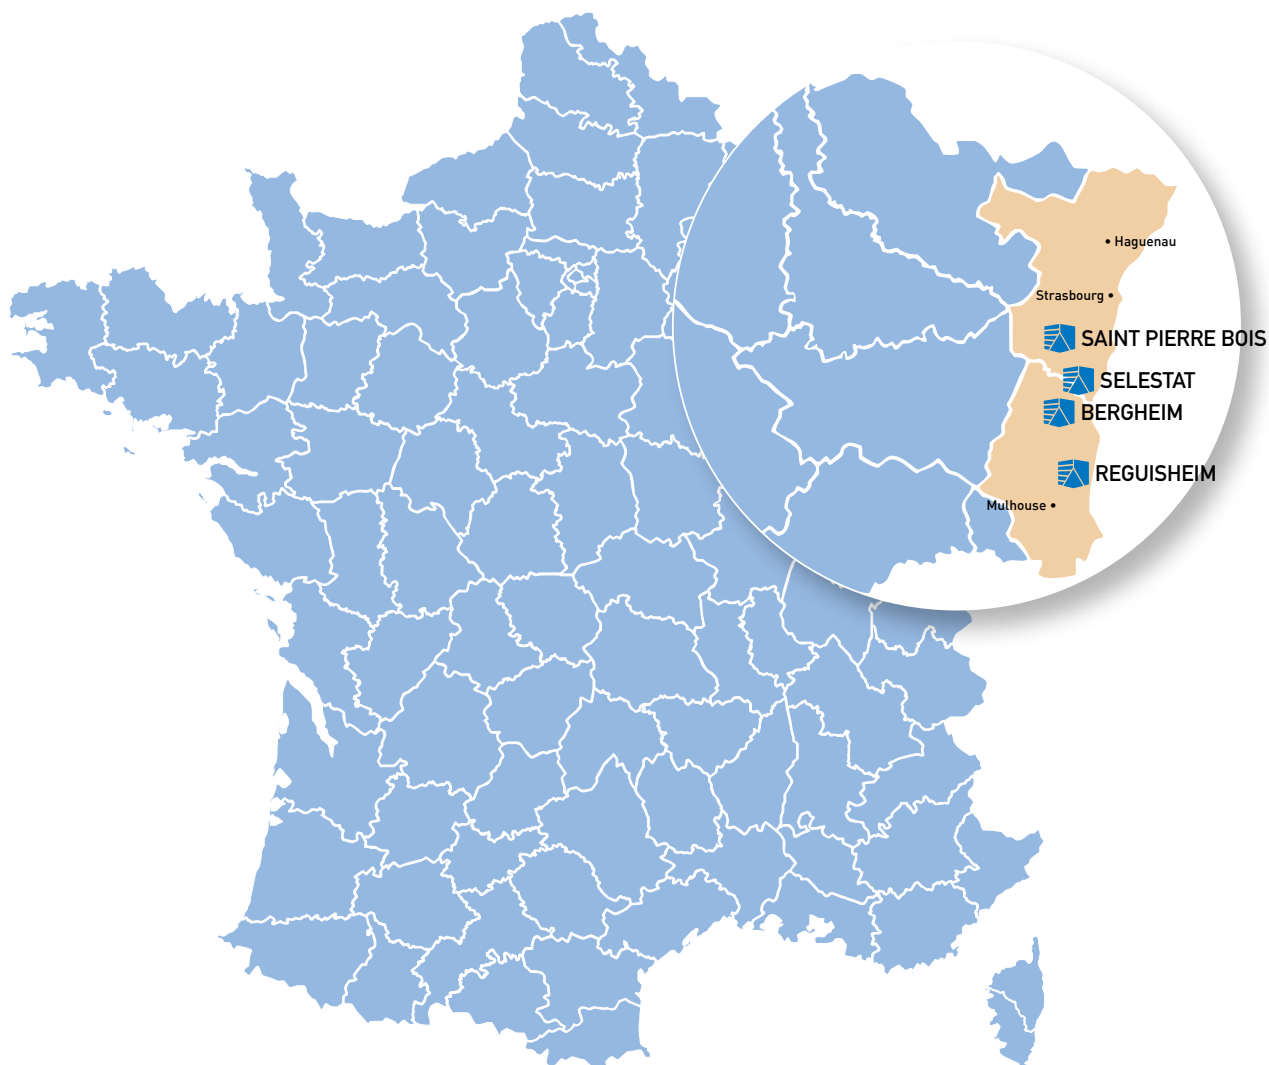 Haguenau
Strasbourg
SAINT PIERRE BOIS
SELESTAT
BERGHEIM
REGUISHEIM
Mulhouse